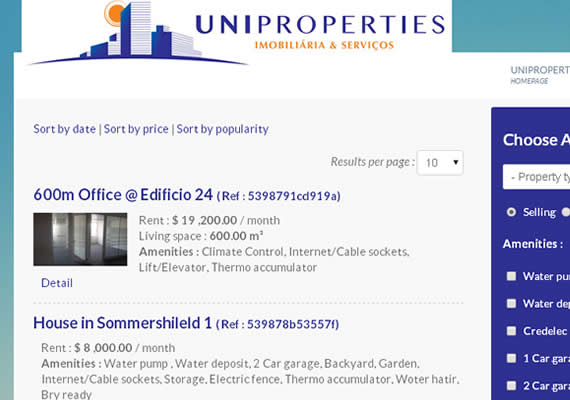 UNIPROPERTIES
IMOBILIÁRIA & SERVIÇOS
UNIPROPERT
HOMEPAGE
Sort by date | Sort by price | Sort by popularity
Results per page : 10
600m Office @ Edificio 24 ( Ref : 5398791cd919a)
Rent : $ 19 ,200.00 / month
Living space : 600.00 m³
Amenities : Climate Control, Internet/Cable sockets,
Lift/Elevator, Thermo accumulator
Detail
House in Sommershileld 1 ( Ref : 539878b53557f)
Rent : $ 8 ,000.00 / month
Amenities : Water pump , Water deposit, 2 Car garage, Backyard, Garden,
Internet/Cable sockets, Storage, Electric fence, Thermo accumulator, Woter hatir,
Bry ready
Choose A
- Property ty
Selling
Amenities :
Water pu
Water dep
Credelec
1 Car gara
2 Car gara